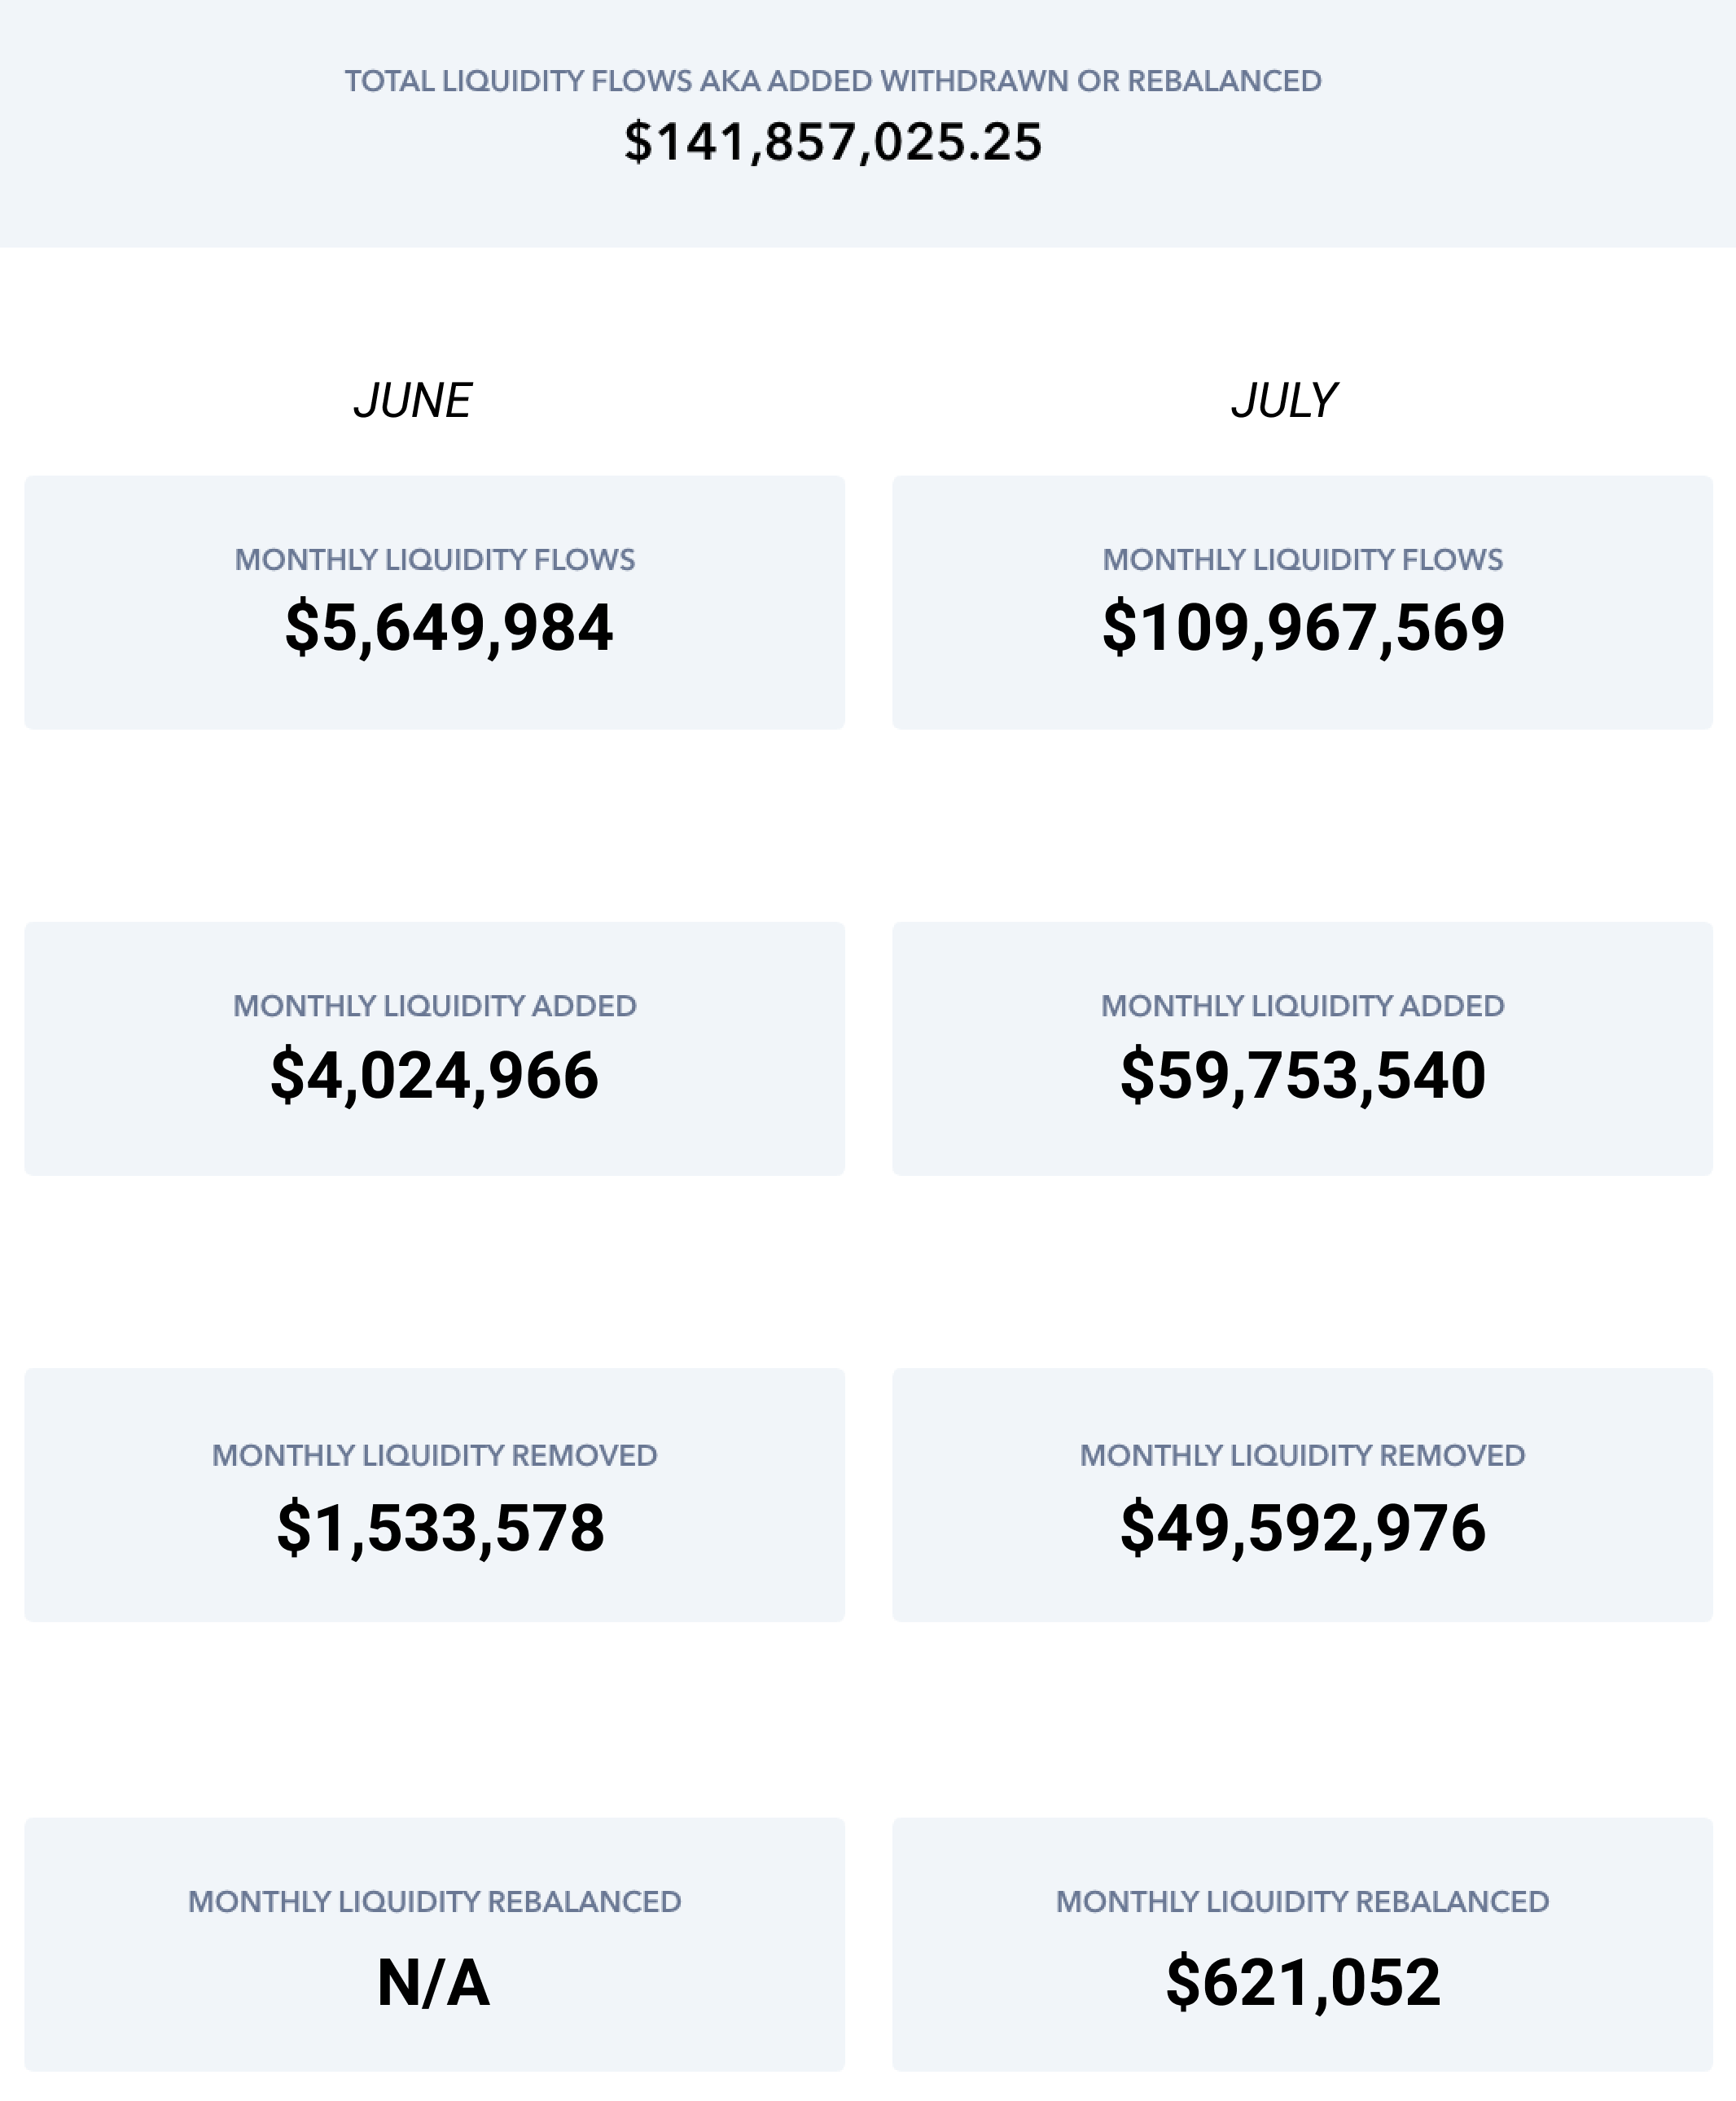 TOTAL LIQUIDITY FLOWS AKA ADDED WITHDRAWN OR REBALANCED
$141,857,025.25
JUNE
JULY
MONTHLY LIQUIDITY FLOWS
$5,649,984
MONTHLY LIQUIDITY FLOWS
$109,967,569
MONTHLY LIQUIDITY ADDED
$4,024,966
MONTHLY LIQUIDITY ADDED
$59,753,540
MONTHLY LIQUIDITY REMOVED
$1,533,578
MONTHLY LIQUIDITY REMOVED
$49,592,976
MONTHLY LIQUIDITY REBALANCED
N/A
MONTHLY LIQUIDITY REBALANCED
$621,052